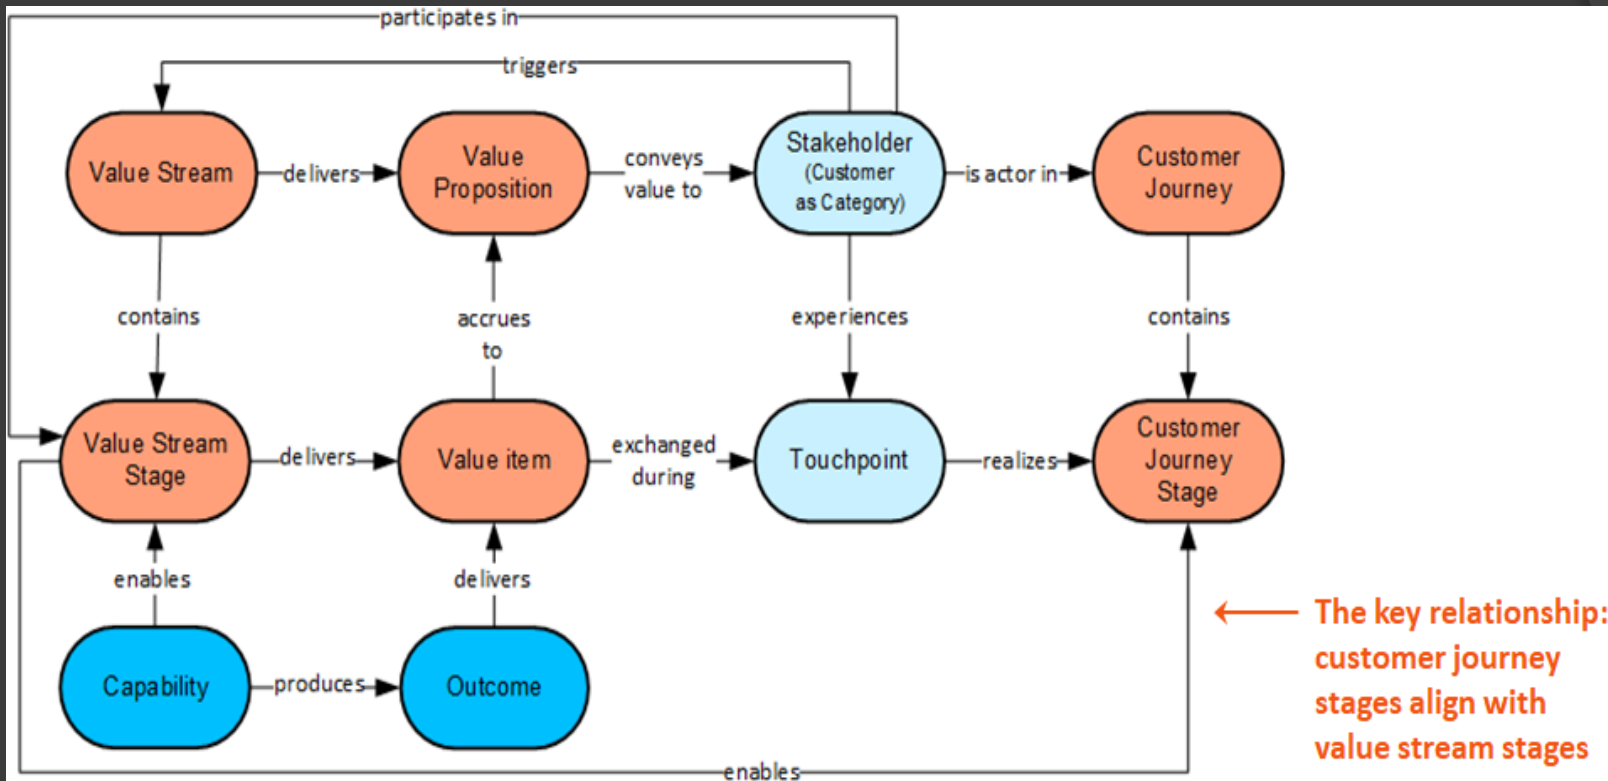 participates in
triggers
Value Stream
delivers
Value
Proposition
conveys
value to
Stakeholder
(Customer
as Category)
is actor in
Customer
Journey
contains
accrues
to
experiences
contains
Value Stream
Stage
delivers
Value item
exchanged
during
Touchpoint
realizes
Customer
Journey
Stage
enables
delivers
Capability
produces
Outcome
The key relationship:
customer journey
stages align with
value stream stages
enables